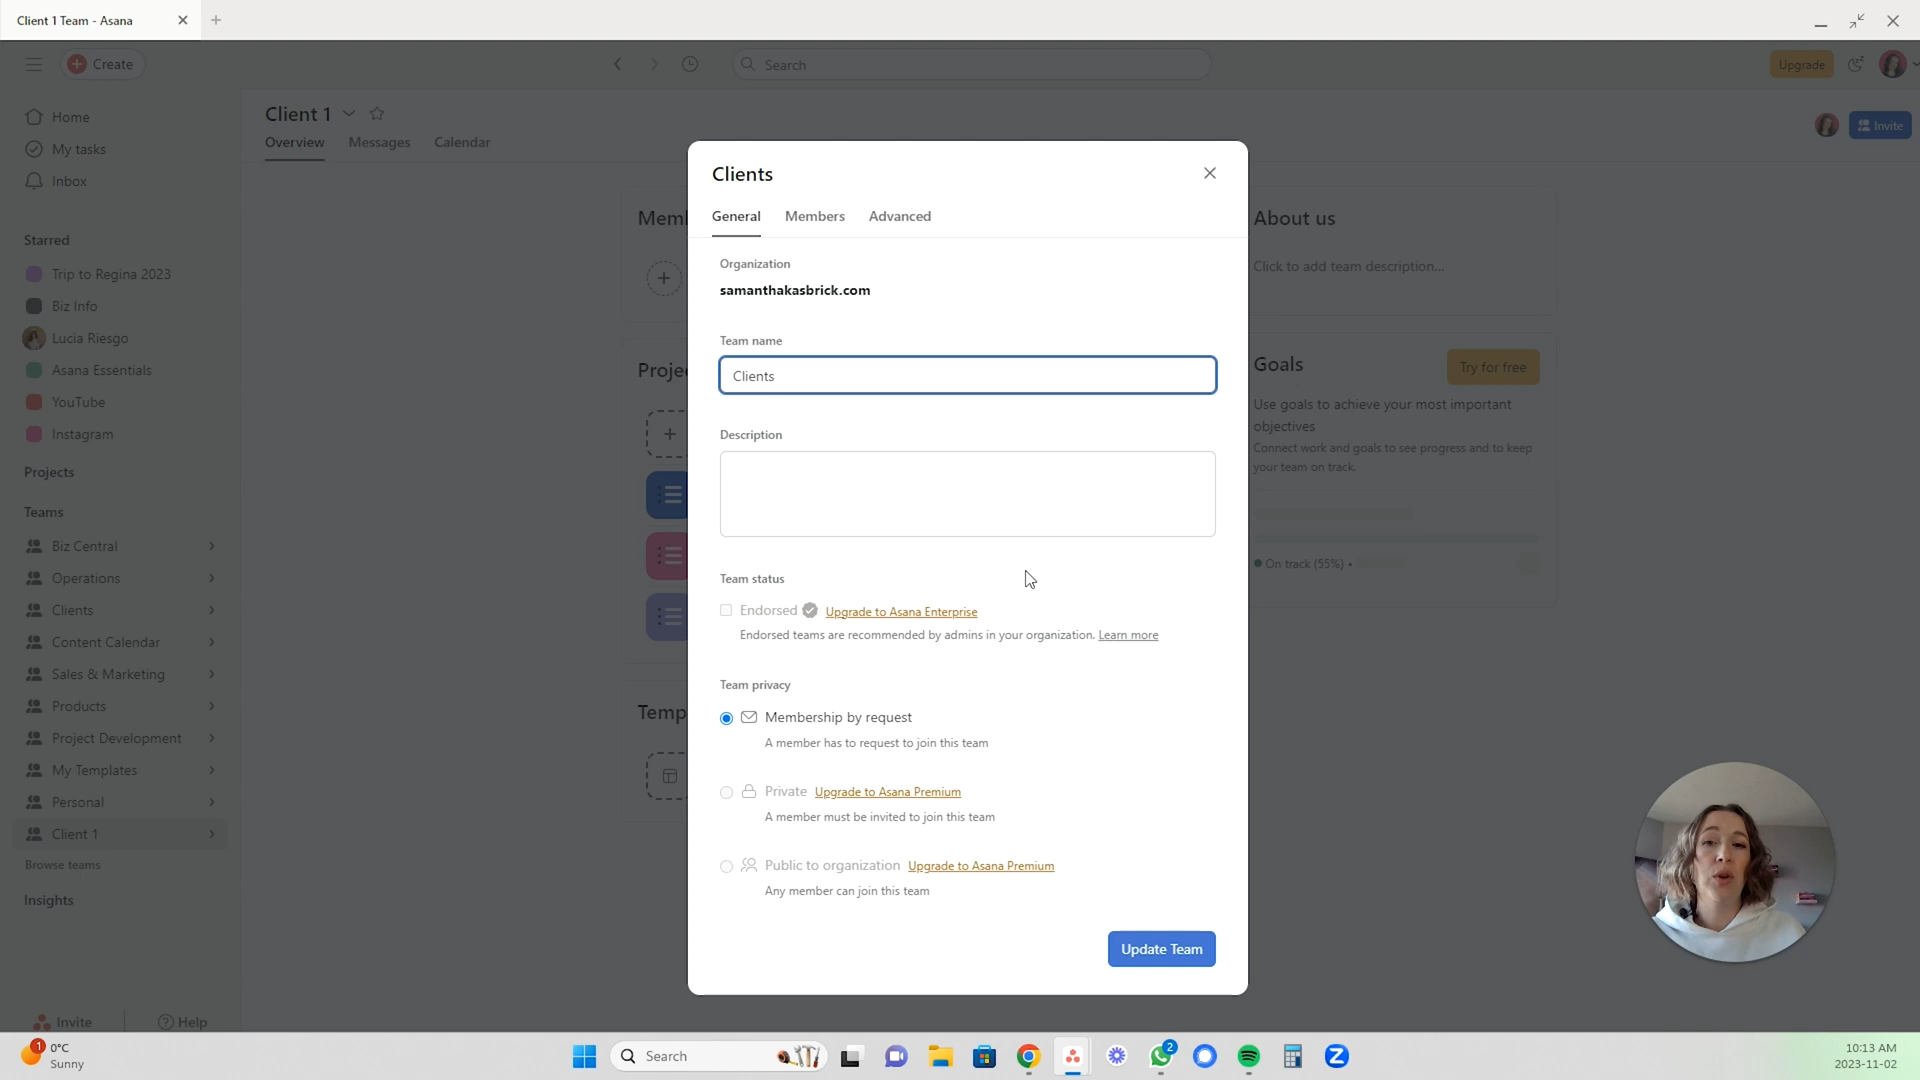 Client 1 Team - Asana
Create
Search
Upgrade
Home
My tasks
Inbox
Starred
Trip to Regina 2023
Biz Info
Lucia Riesgo
Asana Essentials
YouTube
Instagram
Projects
Teams
Biz Central
Operations
Clients
Content Calendar
Sales & Marketing
Products
Project Development
My Templates
Personal
Client 1
Browse teams
Insights
Invite
Help
Client 1
Overview Messages Calendar
Invite
Mem
Proje
Temp
Clients
General Members Advanced
Organization
samanthakasbrick.com
Team name
Clients
Description
Team status
Endorsed Upgrade to Asana Enterprise
Endorsed teams are recommended by admins in your organization. Learn more
Team privacy
Membership by request
A member has to request to join this team
Private Upgrade to Asana Premium
A member must be invited to join this team
Public to organization Upgrade to Asana Premium
Any member can join this team
Update Team
About us
Click to add team description...
Goals
Try for free
Use goals to achieve your most important
objectives
Connect work and goals to see progress and to keep
your team on track.
On track (55%) •
1
0°C
Sunny
Search
2
Z
10:13 AM
2023-11-02